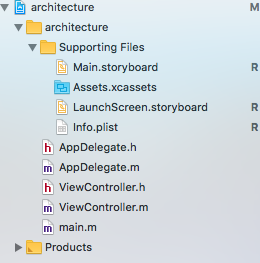 architecture M
architecture
Supporting Files
Main.storyboard R
Assets.xcassets
LaunchScreen.storyboard R
Info.plist R
h AppDelegate.h
m AppDelegate.m
h ViewController.h
m ViewController.m
m main.m
Products